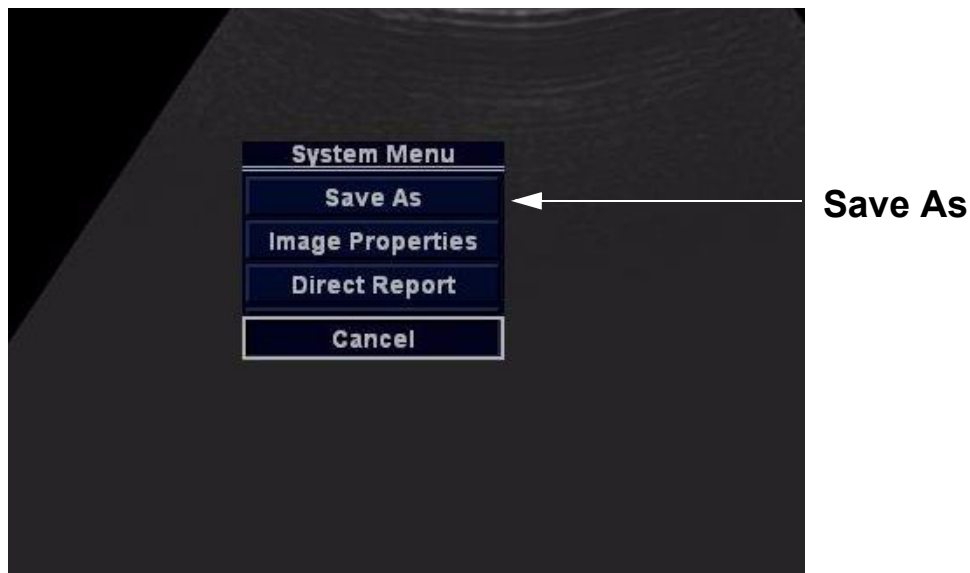 System Menu
Save As
Save As
Image Properties
Direct Report
Cancel